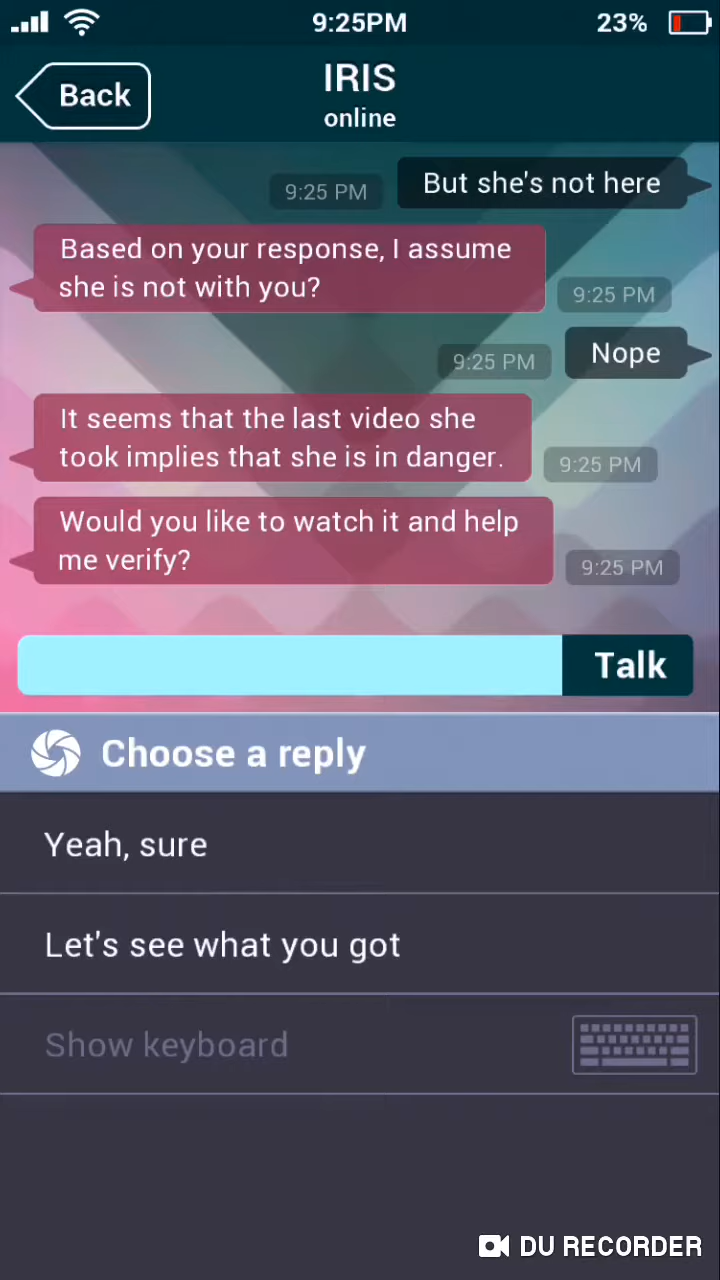 9:25PM
23%
Back
IRIS
online
9:25 PM
But she's not here
Based on your response, I assume
she is not with you?
9:25 PM
9:25 PM
Nope
It seems that the last video she
took implies that she is in danger.
9:25 PM
Would you like to watch it and help
me verify?
9:25 PM
Talk
Choose a reply
Yeah, sure
Let's see what you got
Show keyboard
DU RECORDER